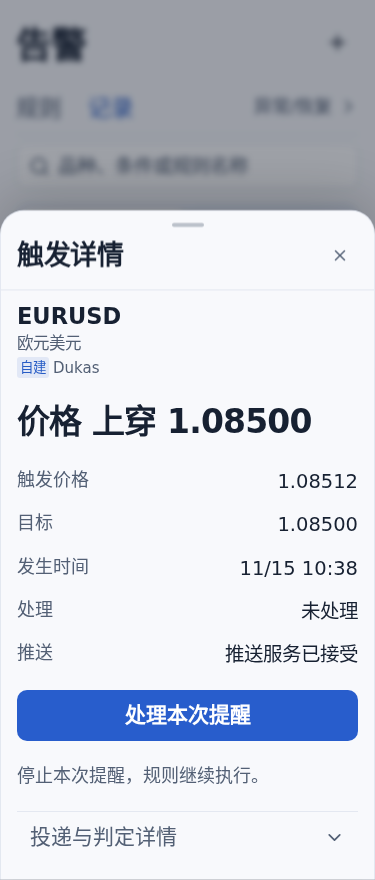 告警
规则 记录
品种、条件或规则名称
触发详情
EURUSD
欧元美元
自建 Dukas
价格 上穿 1.08500
触发价格 1.08512
目标 1.08500
发生时间 11/15 10:38
处理 未处理
推送 推送服务已接受
处理本次提醒
停止本次提醒，规则继续执行。
投递与判定详情